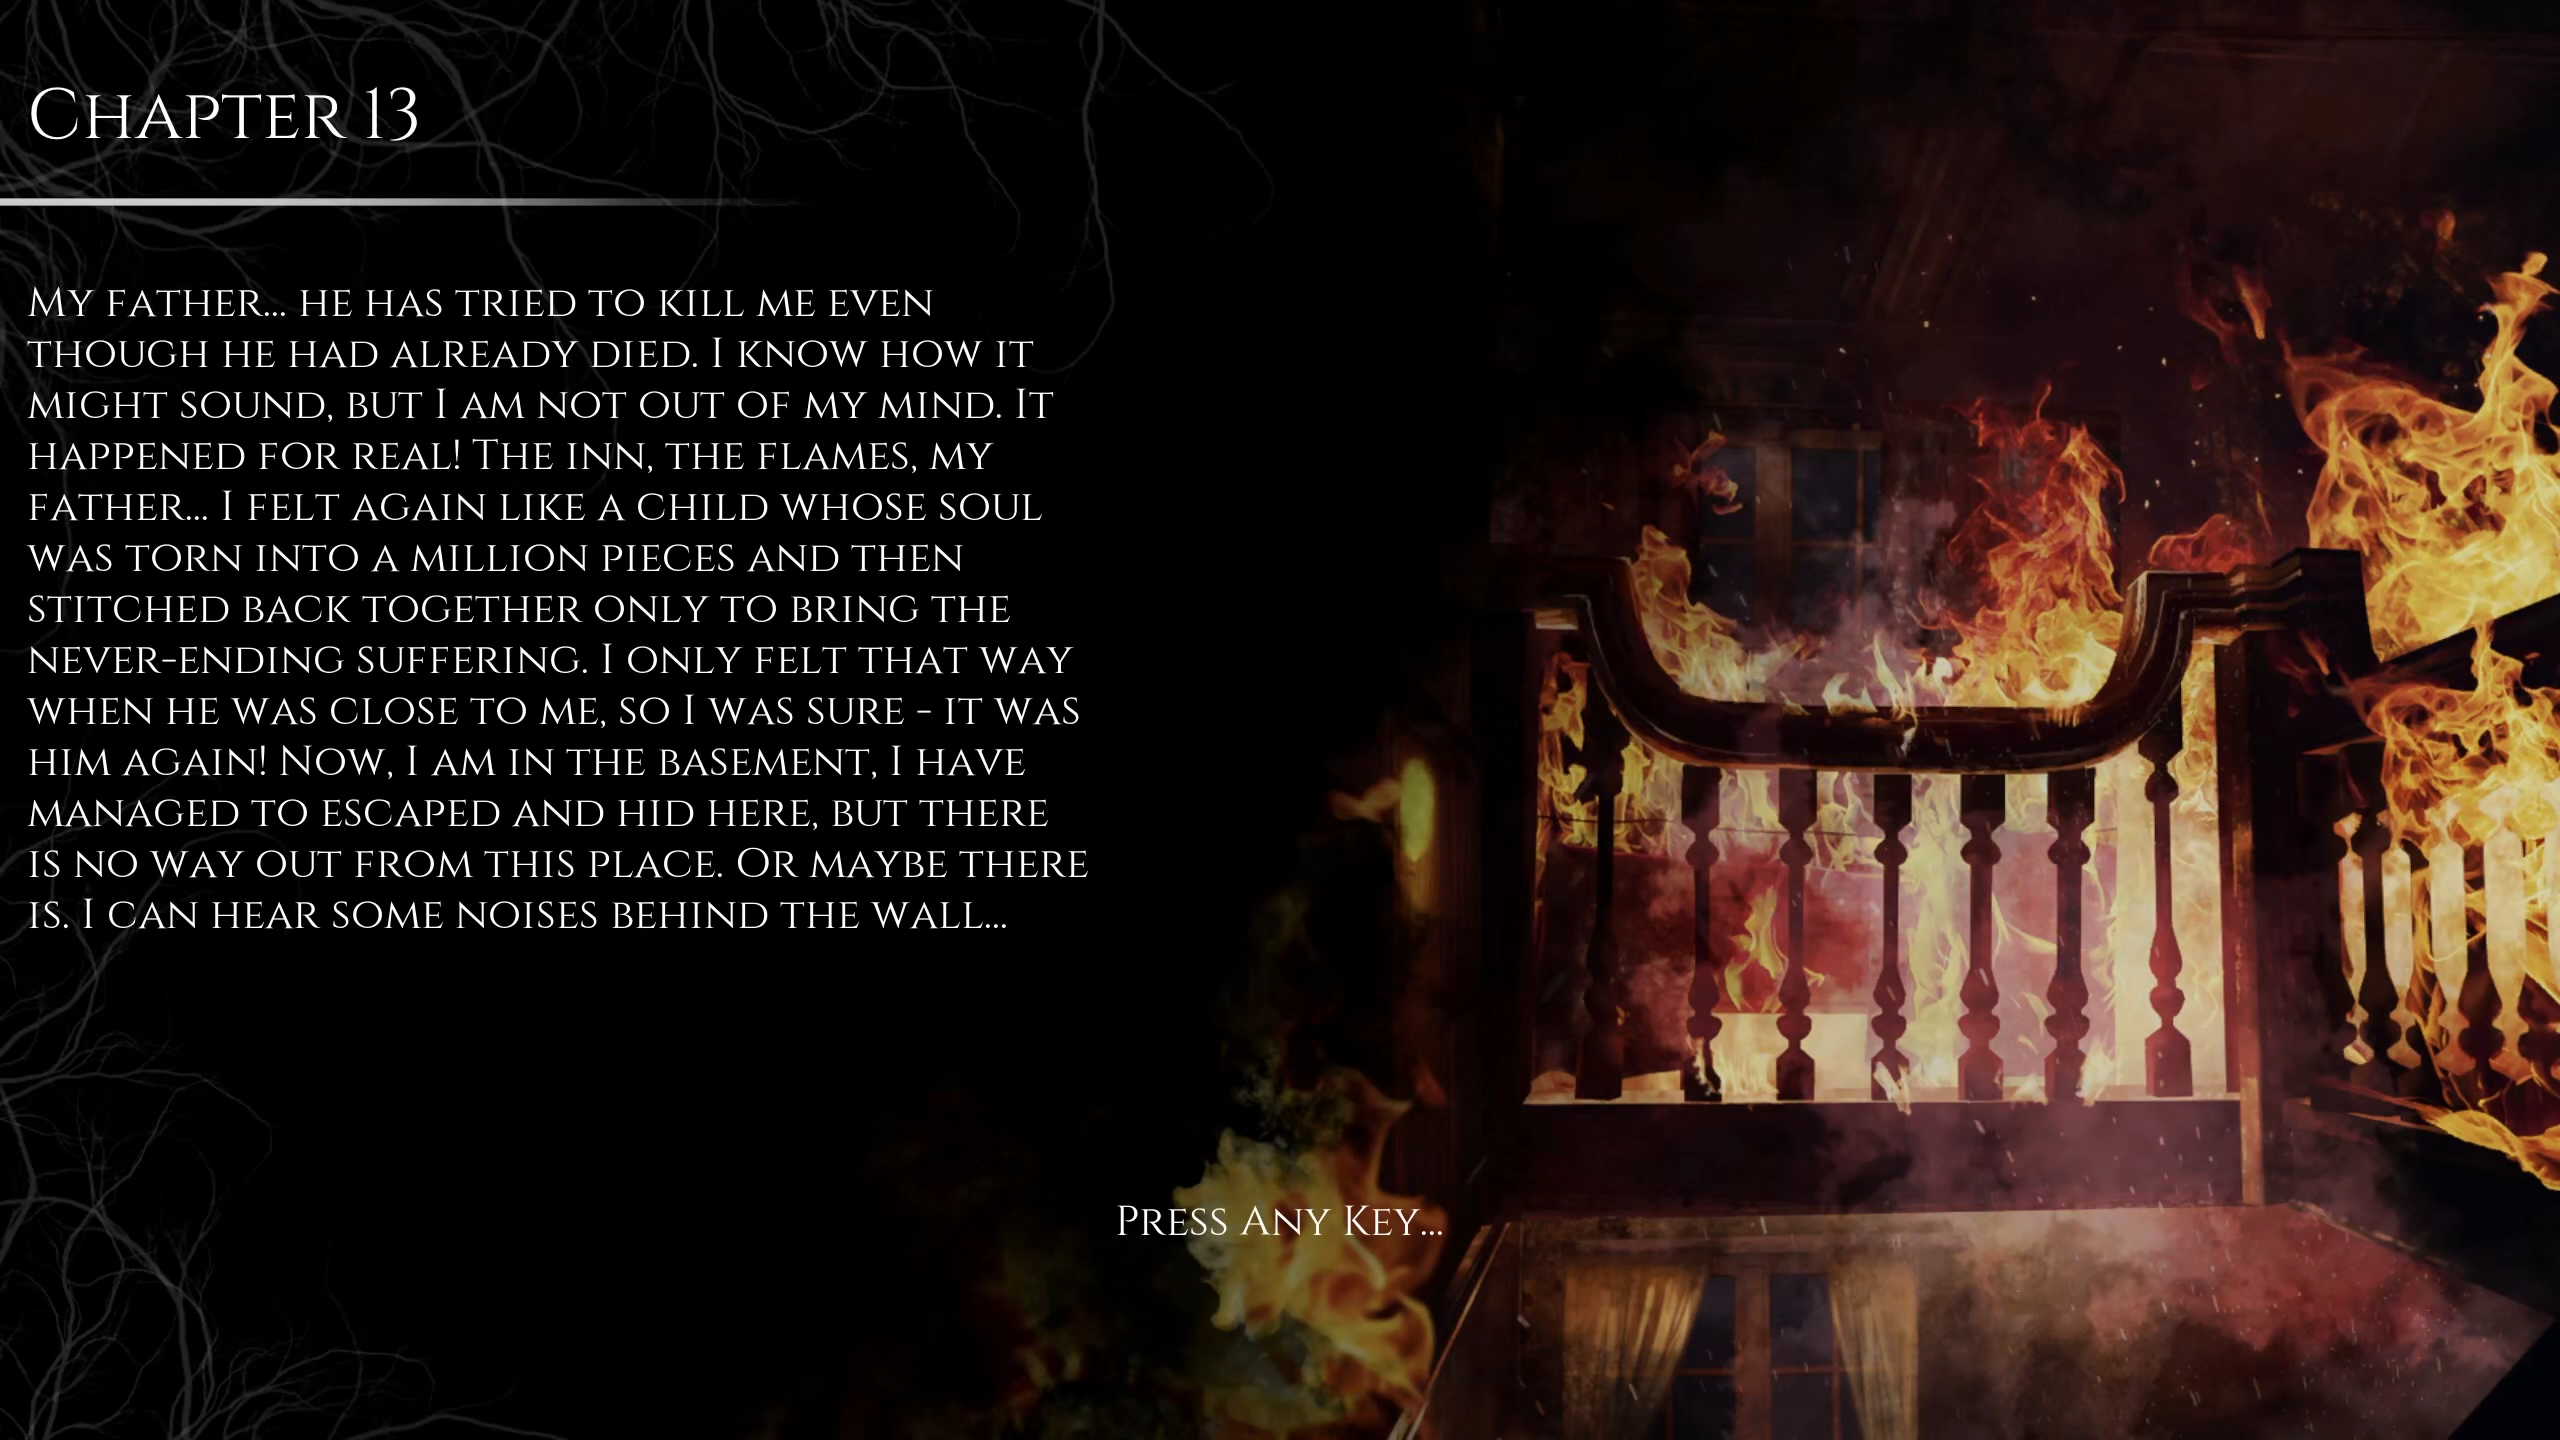 Chapter 13
My father... he has tried to kill me even
though he had already died. I know how it
might sound, but I am not out of my mind. It
happened for real! The inn, the flames, my
father... I felt again like a child whose soul
was torn into a million pieces and then
stitched back together only to bring the
never-ending suffering. I only felt that way
when he was close to me, so I was sure - it was
him again! Now, I am in the basement, I have
managed to escaped and hid here, but there
is no way out from this place. Or maybe there
is. I can hear some noises behind the wall...
Press Any Key...